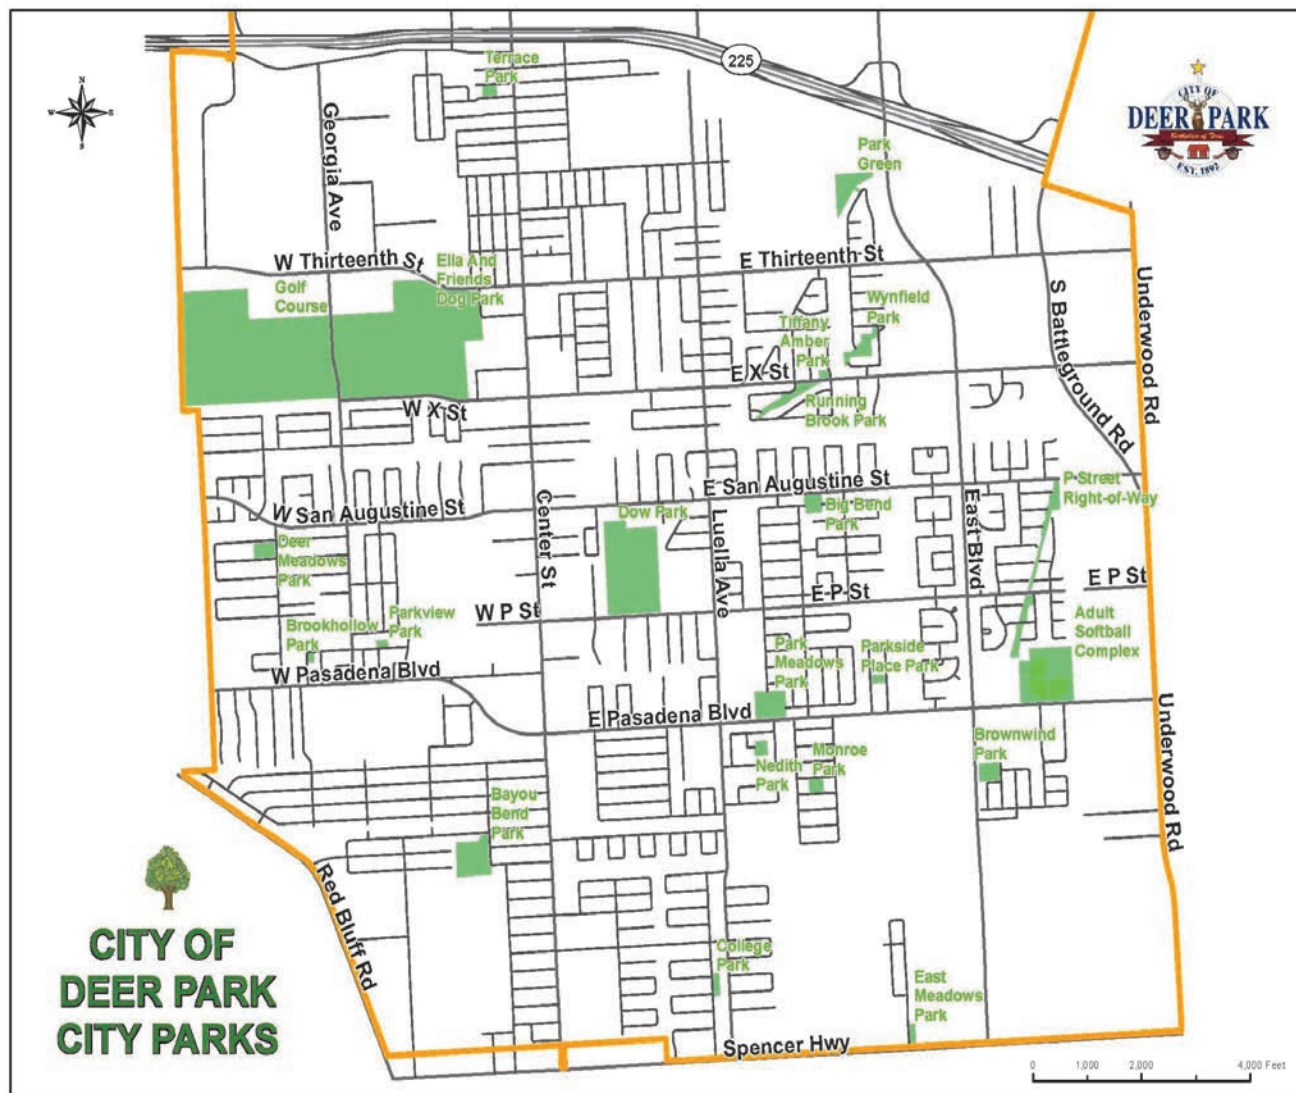 N
W
E
S
225
CITY OF
DEER PARK
Birthplace of Texas
EST. 1892
Terrace
Park
Georgia Ave
Park
Green
W Thirteenth St
Ella And
Friends
Dog Park
E Thirteenth St
Golf
Course
Wynfield
Park
Tiffany
Amber
Park
S Battleground Rd
Underwood Rd
E X St
W X St
Running
Brook Park
E San Augustine St
P Street
Right-of-Way
W San Augustine St
Center St
Dow Park
Luella Ave
Big Bend
Park
East Blvd
Deer
Meadows
Park
E P St
E P St
W P St
Brookhollow
Park
Parkview
Park
Park
Meadows
Park
Parkside
Place Park
Adult
Softball
Complex
W Pasadena Blvd
E Pasadena Blvd
Underwood Rd
Nedith
Park
Monroe
Park
Brownwind
Park
Bayou
Bend
Park
Red Bluff Rd
College
Park
East
Meadows
Park
Spencer Hwy
CITY OF
DEER PARK
CITY PARKS
0 1,000 2,000 4,000 Feet